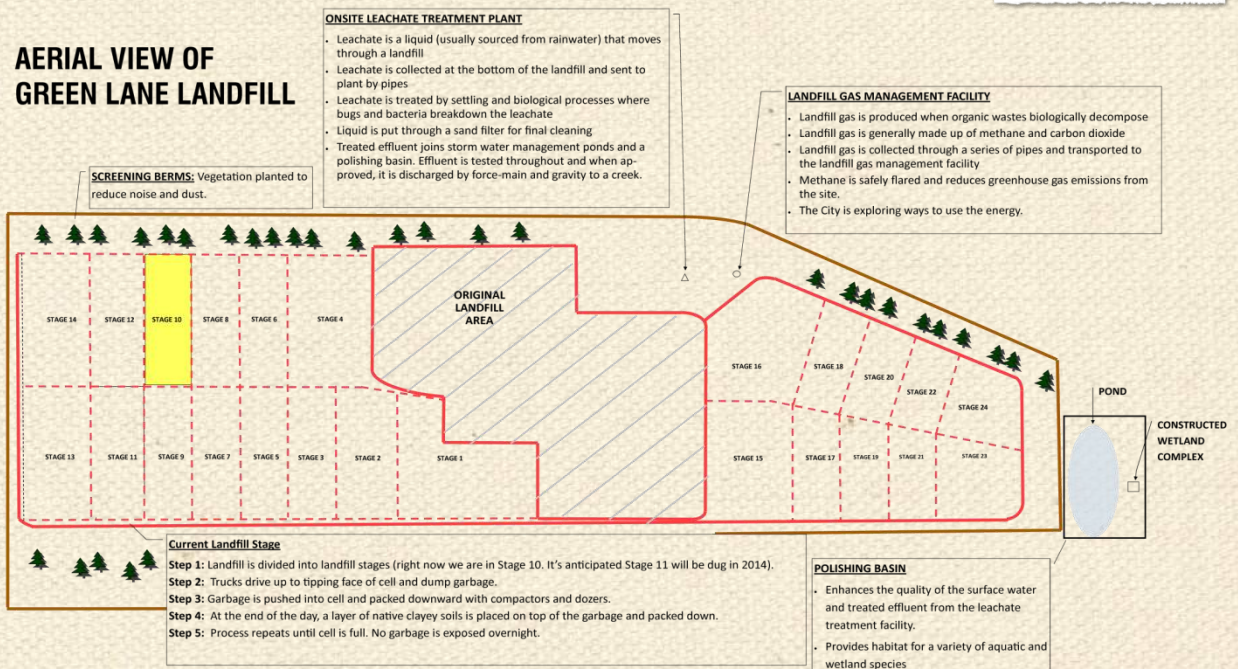 AERIAL VIEW OF
GREEN LANE LANDFILL
ONSITE LEACHATE TREATMENT PLANT
• Leachate is a liquid (usually sourced from rainwater) that moves
through a landfill
• Leachate is collected at the bottom of the landfill and sent to
plant by pipes
• Leachate is treated by settling and biological processes where
bugs and bacteria breakdown the leachate
• Liquid is put through a sand filter for final cleaning
• Treated effluent joins storm water management ponds and a
polishing basin. Effluent is tested throughout and when ap-
proved, it is discharged by force-main and gravity to a creek.
LANDFILL GAS MANAGEMENT FACILITY
• Landfill gas is produced when organic wastes biologically decompose
• Landfill gas is generally made up of methane and carbon dioxide
• Landfill gas is collected through a series of pipes and transported to
the landfill gas management facility
• Methane is safely flared and reduces greenhouse gas emissions from
the site.
• The City is exploring ways to use the energy.
SCREENING BERMS: Vegetation planted to
reduce noise and dust.
ORIGINAL
LANDFILL
AREA
STAGE 14
STAGE 12
STAGE 10
STAGE 8
STAGE 6
STAGE 4
STAGE 16
STAGE 18
STAGE 20
STAGE 22
STAGE 24
STAGE 13
STAGE 11
STAGE 9
STAGE 7
STAGE 5
STAGE 3
STAGE 2
STAGE 1
STAGE 15
STAGE 17
STAGE 19
STAGE 21
STAGE 23
POND
CONSTRUCTED
WETLAND
COMPLEX
Current Landfill Stage
Step 1: Landfill is divided into landfill stages (right now we are in Stage 10. It's anticipated Stage 11 will be dug in 2014).
Step 2: Trucks drive up to tipping face of cell and dump garbage.
Step 3: Garbage is pushed into cell and packed downward with compactors and dozers.
Step 4: At the end of the day, a layer of native clayey soils is placed on top of the garbage and packed down.
Step 5: Process repeats until cell is full. No garbage is exposed overnight.
POLISHING BASIN
• Enhances the quality of the surface water
and treated effluent from the leachate
treatment facility.
• Provides habitat for a variety of aquatic and
wetland species